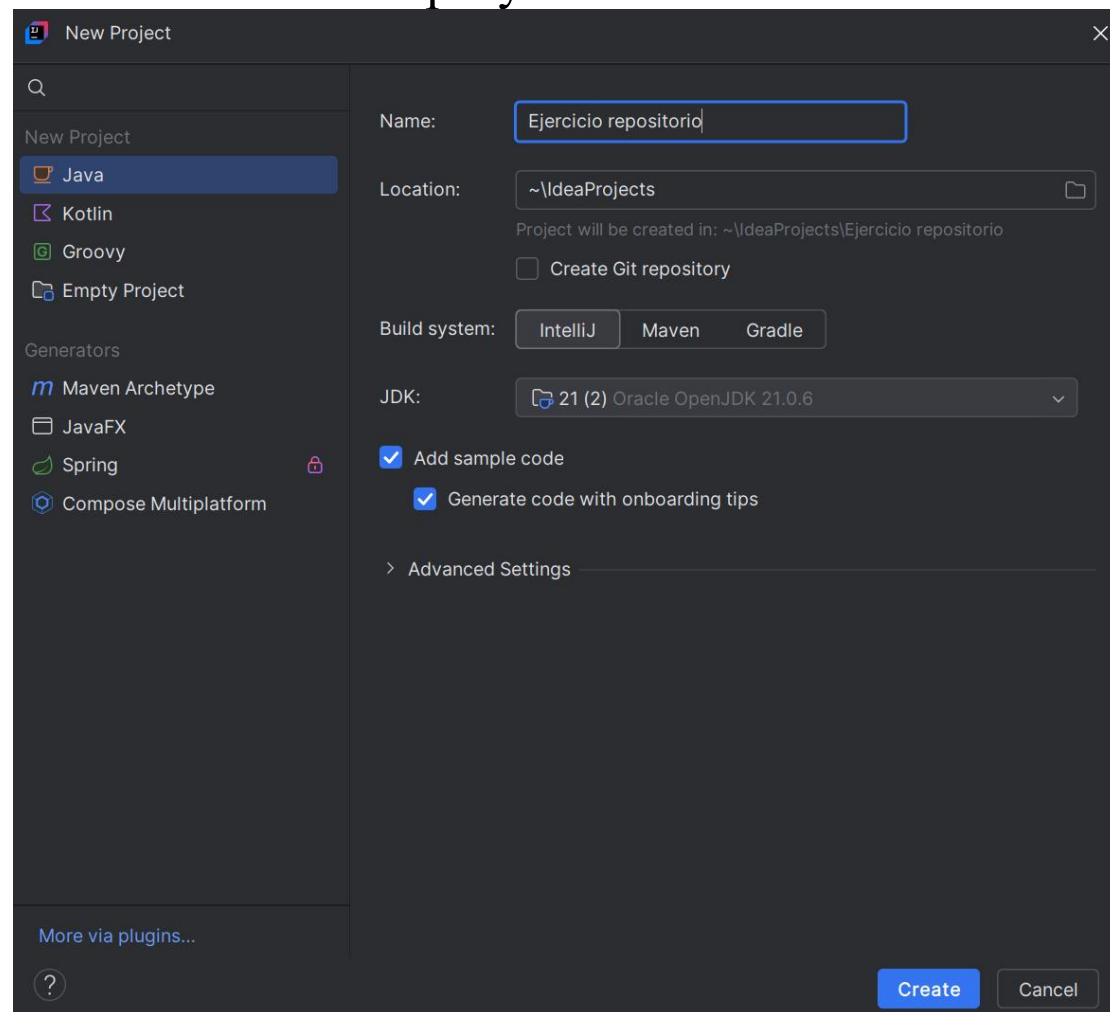 New Project
New Project
Java
Kotlin
Groovy
Empty Project
Generators
Maven Archetype
JavaFX
Spring
Compose Multiplatform
More via plugins...
Name: Ejercicio repositorio
Location: ~\IdeaProjects
Project will be created in: ~\IdeaProjects\Ejercicio repositorio
Create Git repository
Build system: IntelliJ Maven Gradle
JDK: 21 (2) Oracle OpenJDK 21.0.6
Add sample code
Generate code with onboarding tips
Advanced Settings
?
Create Cancel